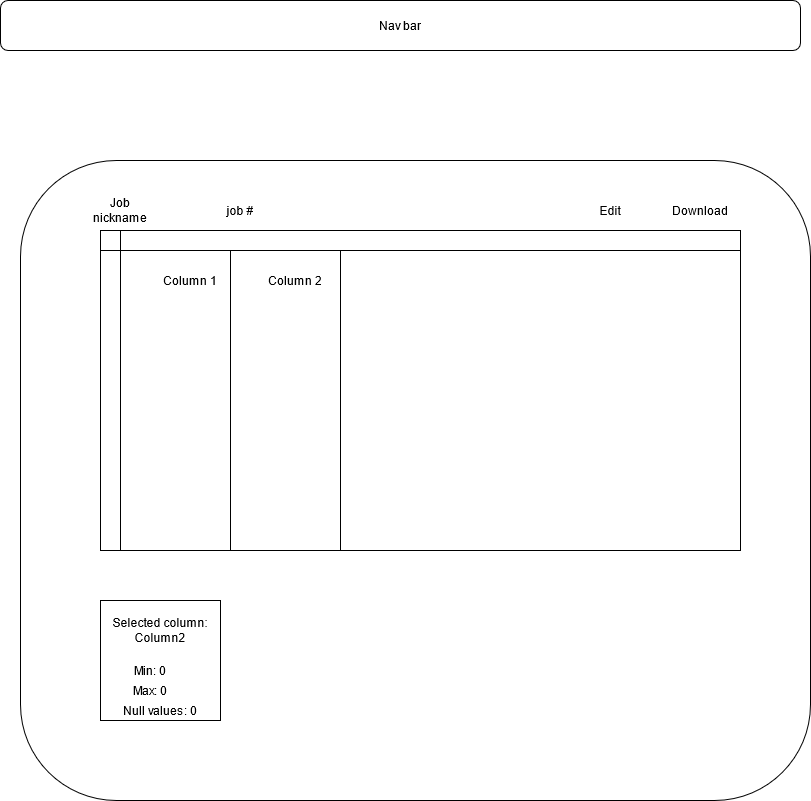 Nav bar
Job
nickname
job #
Edit
Download
Column 1
Column 2
Selected column:
Column2
Min: 0
Max: 0
Null values: 0